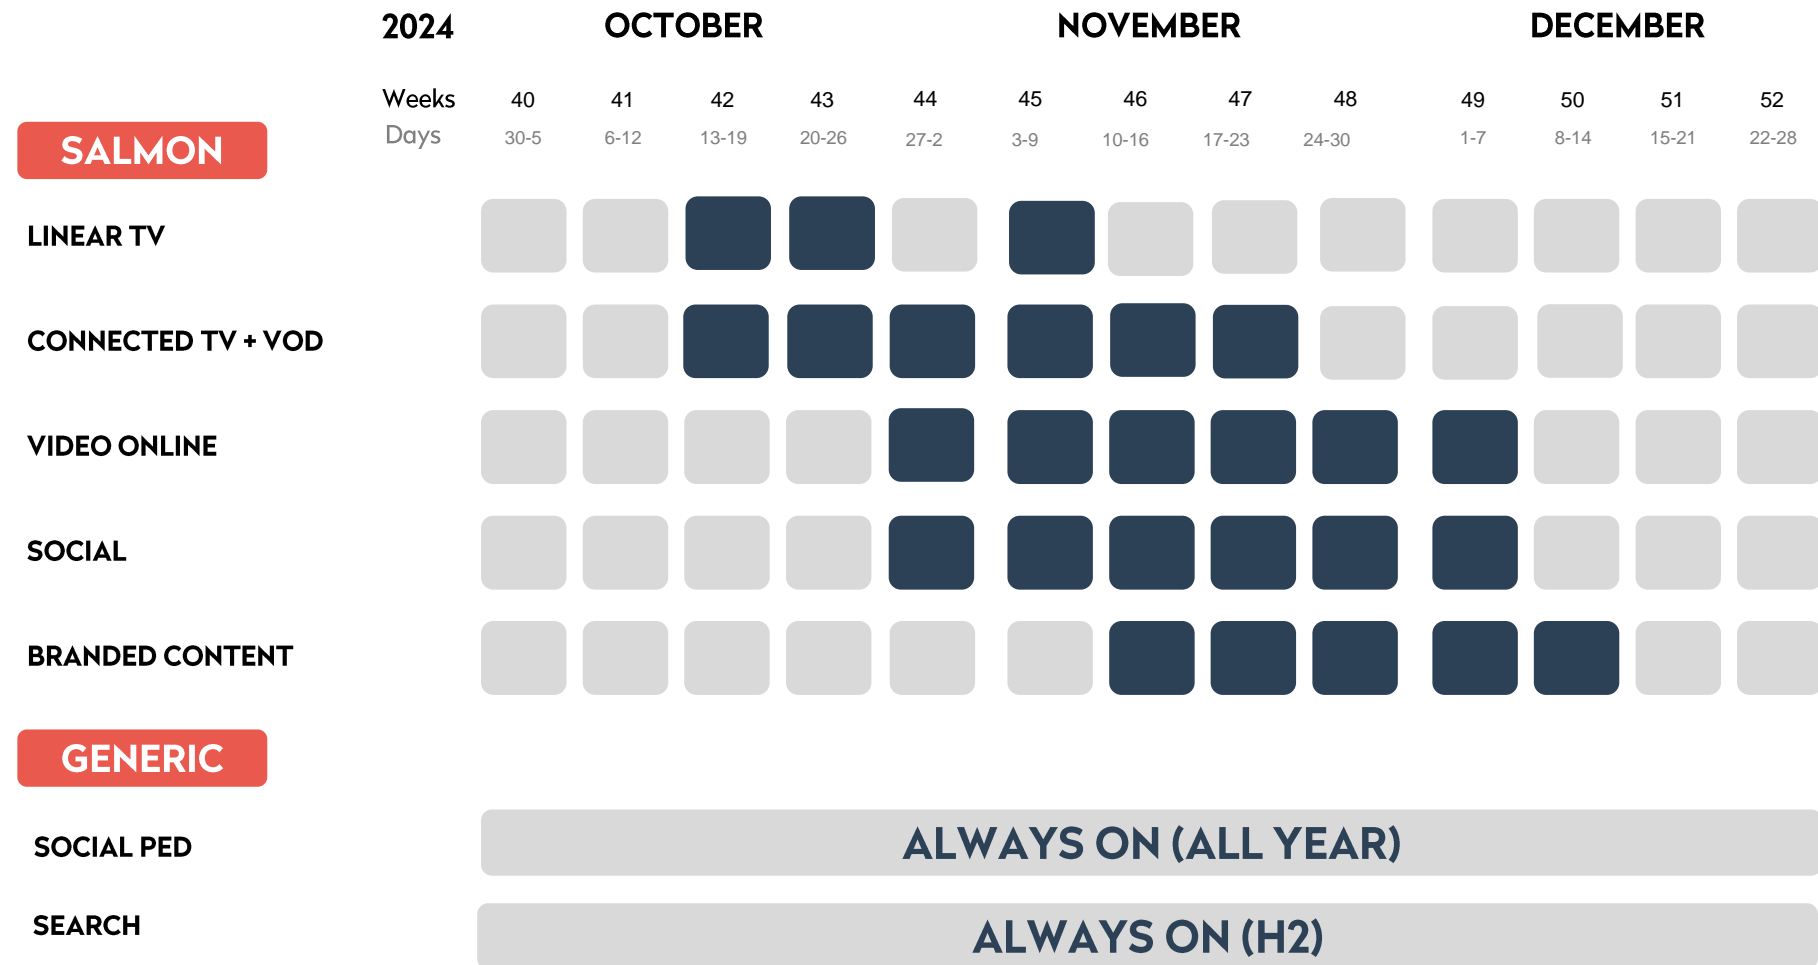 2024 OCTOBER NOVEMBER DECEMBER
Weeks 40 41 42 43 44 45 46 47 48 49 50 51 52
Days 30-5 6-12 13-19 20-26 27-2 3-9 10-16 17-23 24-30 1-7 8-14 15-21 22-28
SALMON
LINEAR TV
CONNECTED TV + VOD
VIDEO ONLINE
SOCIAL
BRANDED CONTENT
GENERIC
SOCIAL PED ALWAYS ON (ALL YEAR)
SEARCH ALWAYS ON (H2)